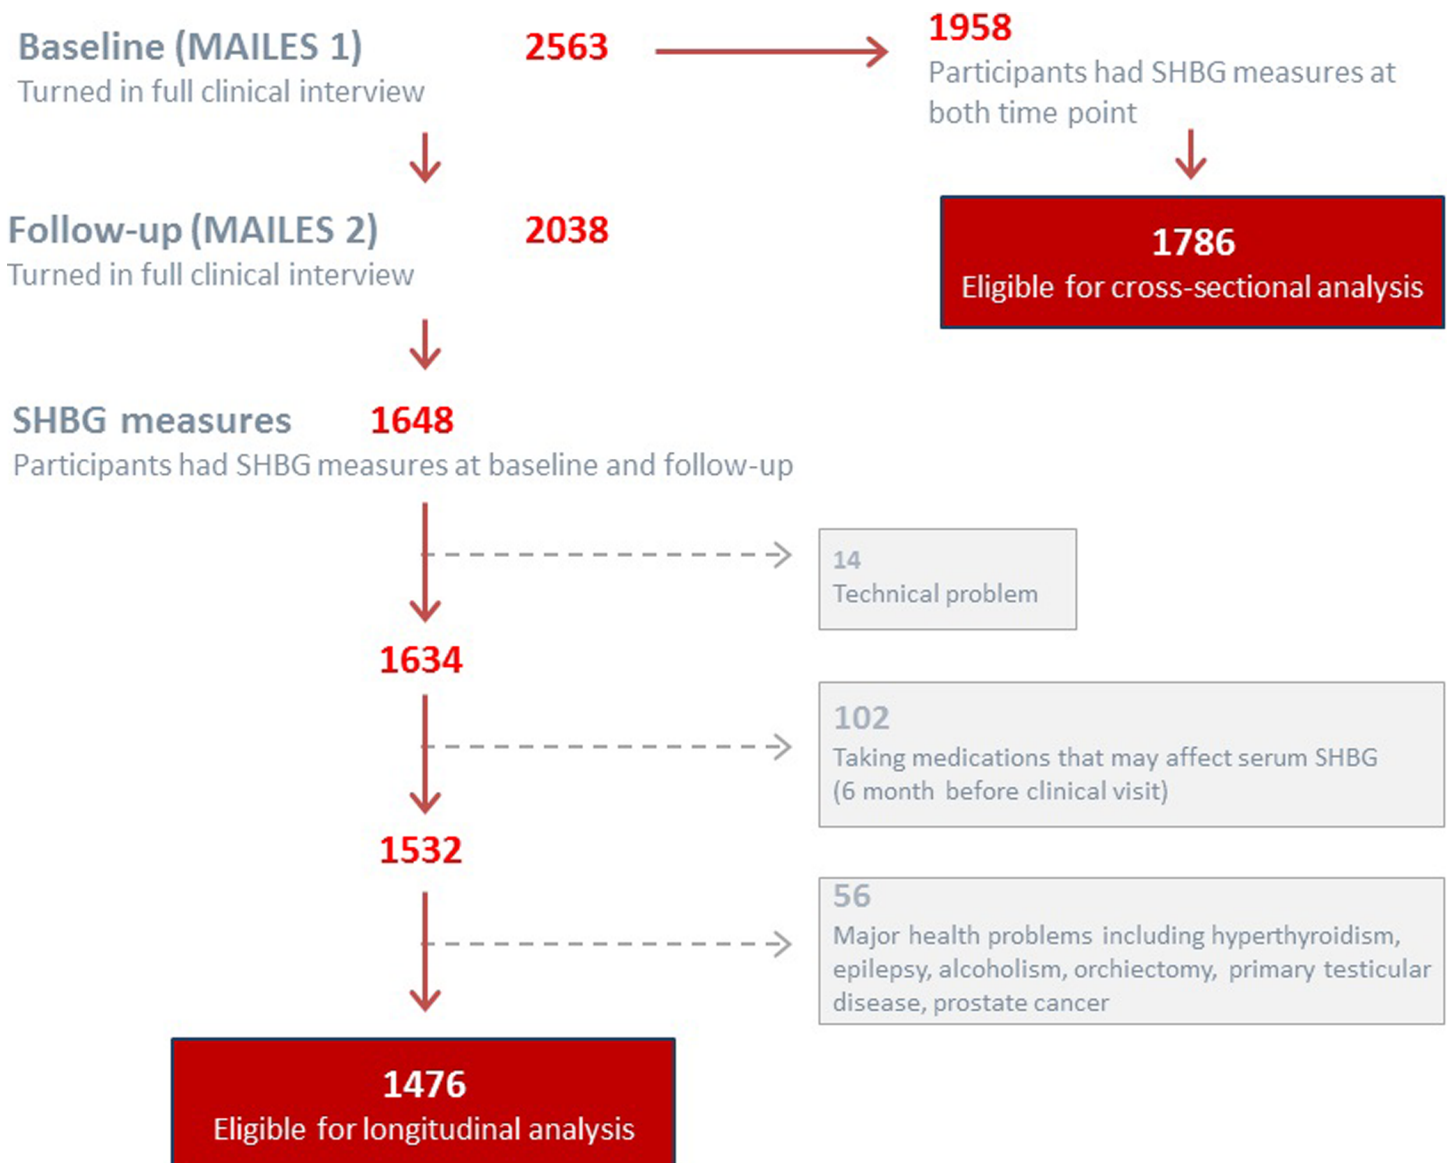 Baseline (MAILES 1) 2563
Turned in full clinical interview
1958
Participants had SHBG measures at
both time point
1786
Eligible for cross-sectional analysis
Follow-up (MAILES 2) 2038
Turned in full clinical interview
SHBG measures 1648
Participants had SHBG measures at baseline and follow-up
14
Technical problem
1634
102
Taking medications that may affect serum SHBG
(6 month before clinical visit)
1532
56
Major health problems including hyperthyroidism,
epilepsy, alcoholism, orchiectomy, primary testicular
disease, prostate cancer
1476
Eligible for longitudinal analysis